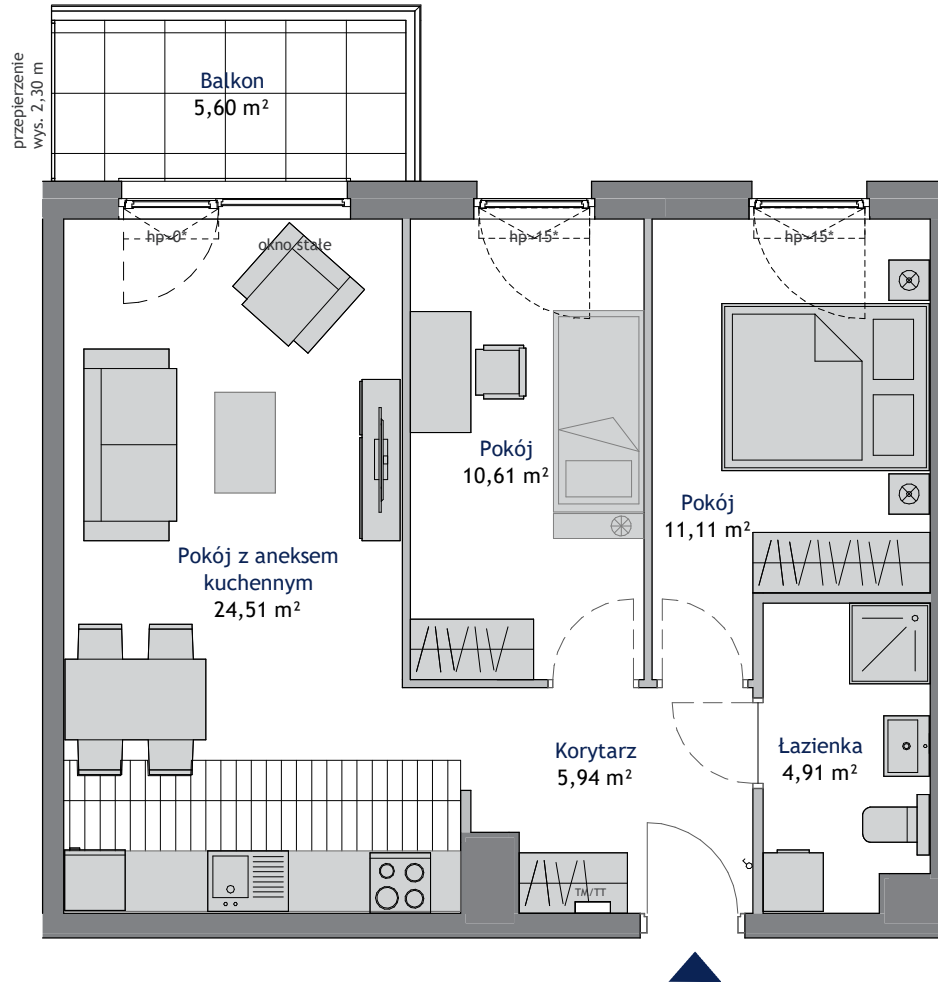 przepierzenie
wys. 2,30 m
Balkon
5,60 m²
hp~0*
okno stałe
hp~15*
hp~15*
Pokój
10,61 m²
Pokój
11,11 m²
Pokój z aneksem
kuchennym
24,51 m²
Korytarz
5,94 m²
Łazienka
4,91 m²
TM/TT